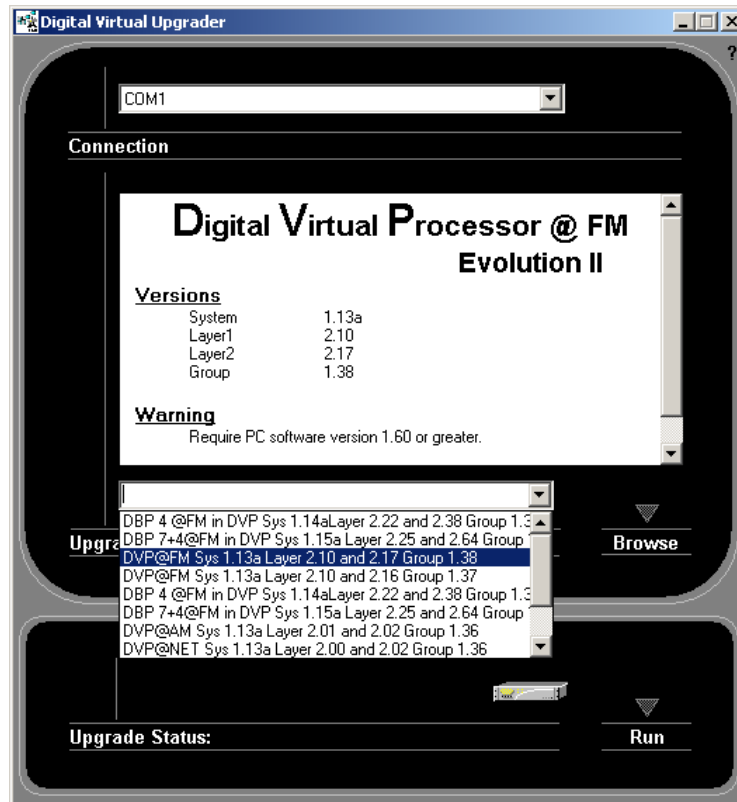 Digital Virtual Upgrader
?
COM1
Connection
Digital Virtual Processor @ FM
Evolution II
Versions
System 1.13a
Layer1 2.10
Layer2 2.17
Group 1.38
Warning
Require PC software version 1.60 or greater.
DBP 4 @FM in DVP Sys 1.14aLayer 2.22 and 2.38 Group
DBP 7+4@FM in DVP Sys 1.15a Layer 2.25 and 2.64 Group
DVP@FM Sys 1.13a Layer 2.10 and 2.17 Group 1.38
DVP@FM Sys 1.13a Layer 2.10 and 2.16 Group 1.37
DBP 4 @FM in DVP Sys 1.14aLayer 2.22 and 2.38 Group
DBP 7+4@FM in DVP Sys 1.15a Layer 2.25 and 2.64 Group
DVP@AM Sys 1.13a Layer 2.01 and 2.02 Group 1.36
DVP@NET Sys 1.13a Layer 2.00 and 2.02 Group 1.36
Browse
Upgrade Status:
Run